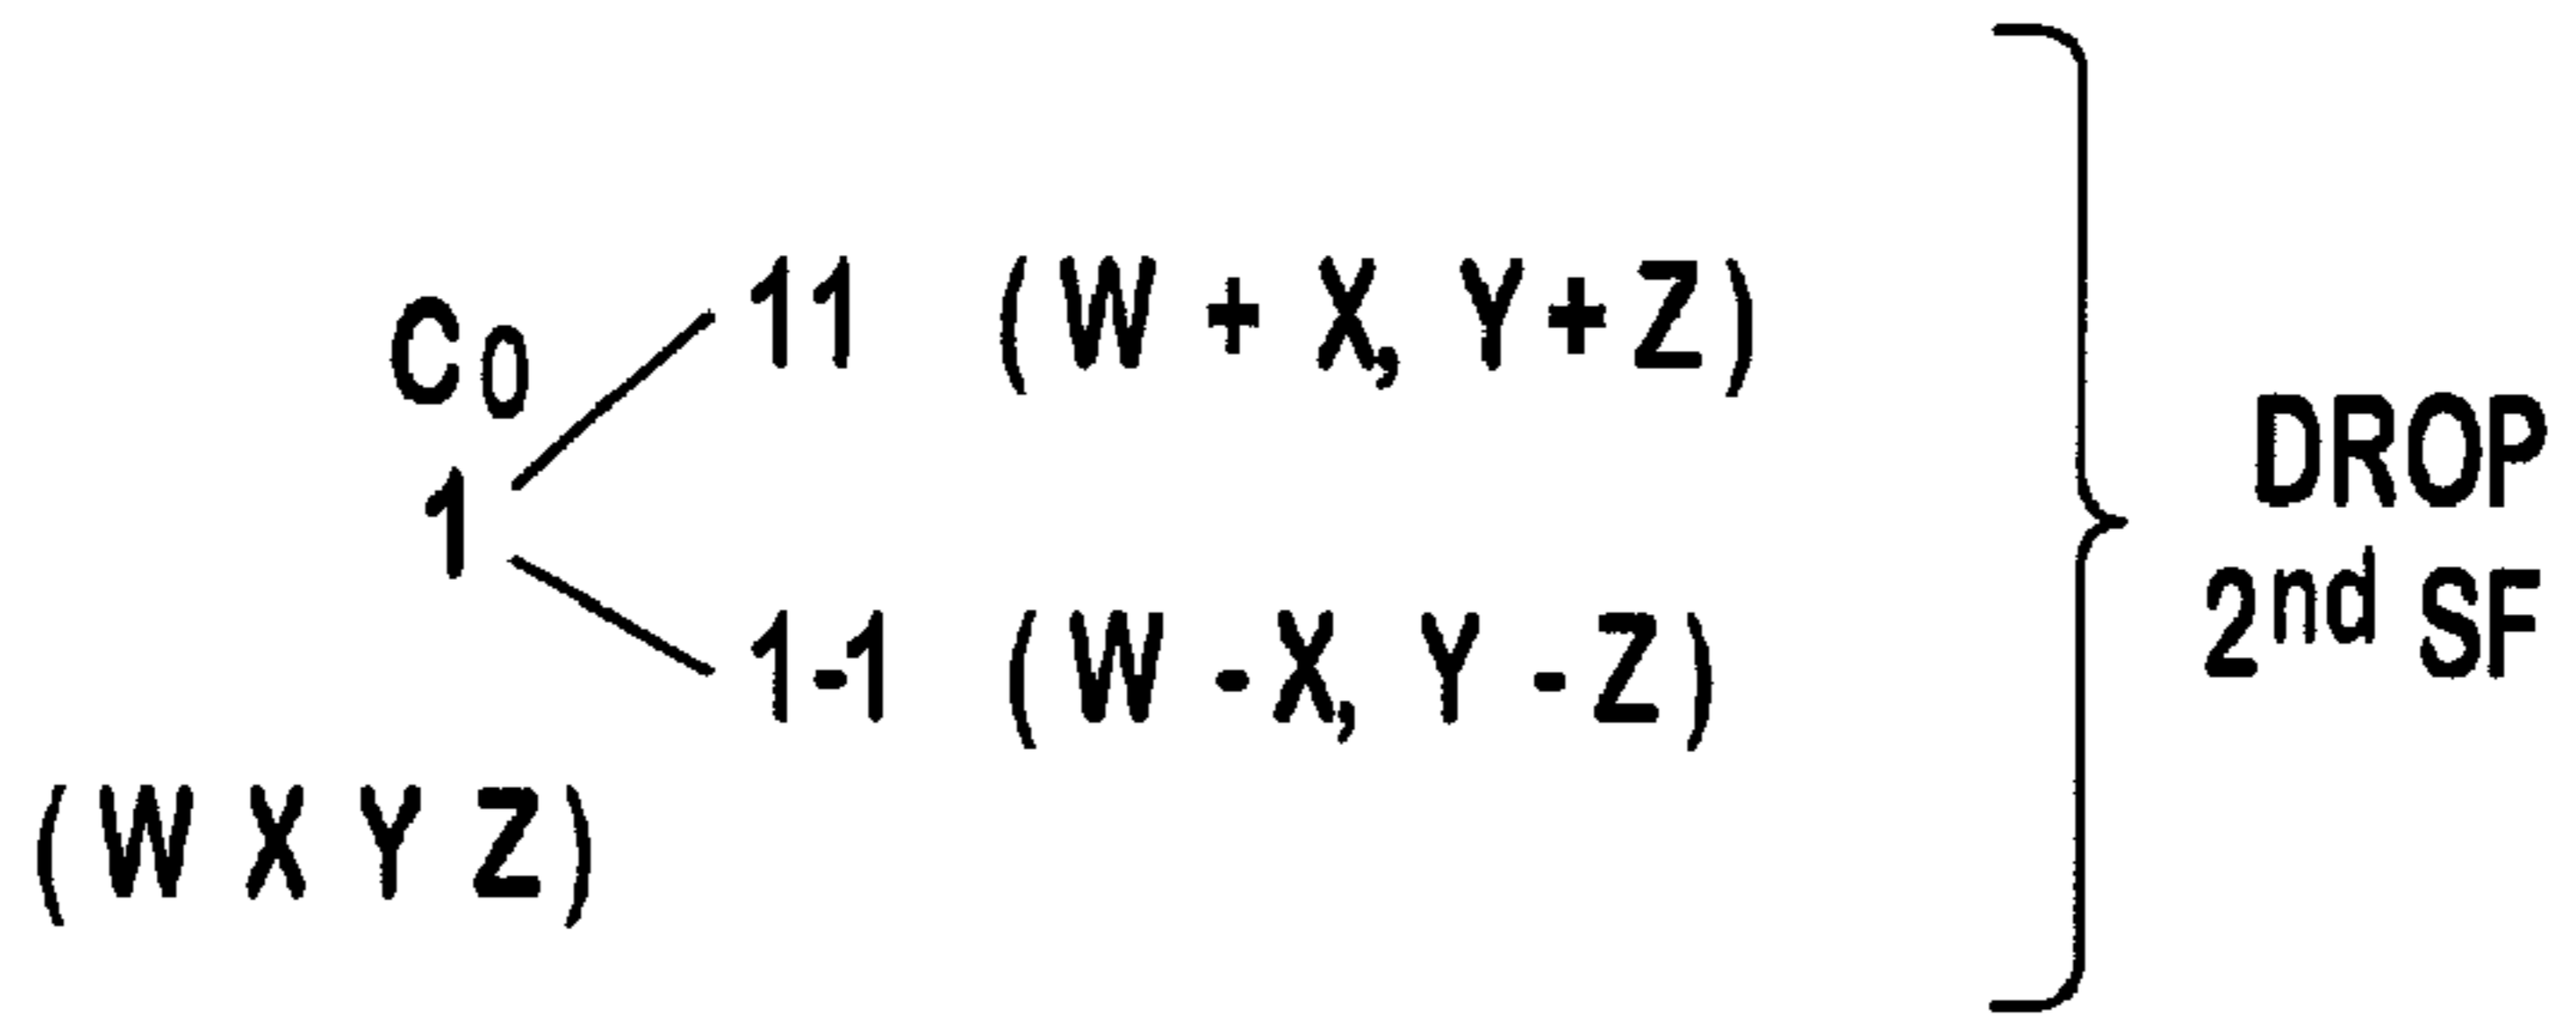 11 ( W + X, Y + Z )
C0
1
1-1 ( W - X, Y - Z )
( W X Y Z )
DROP
2nd SF